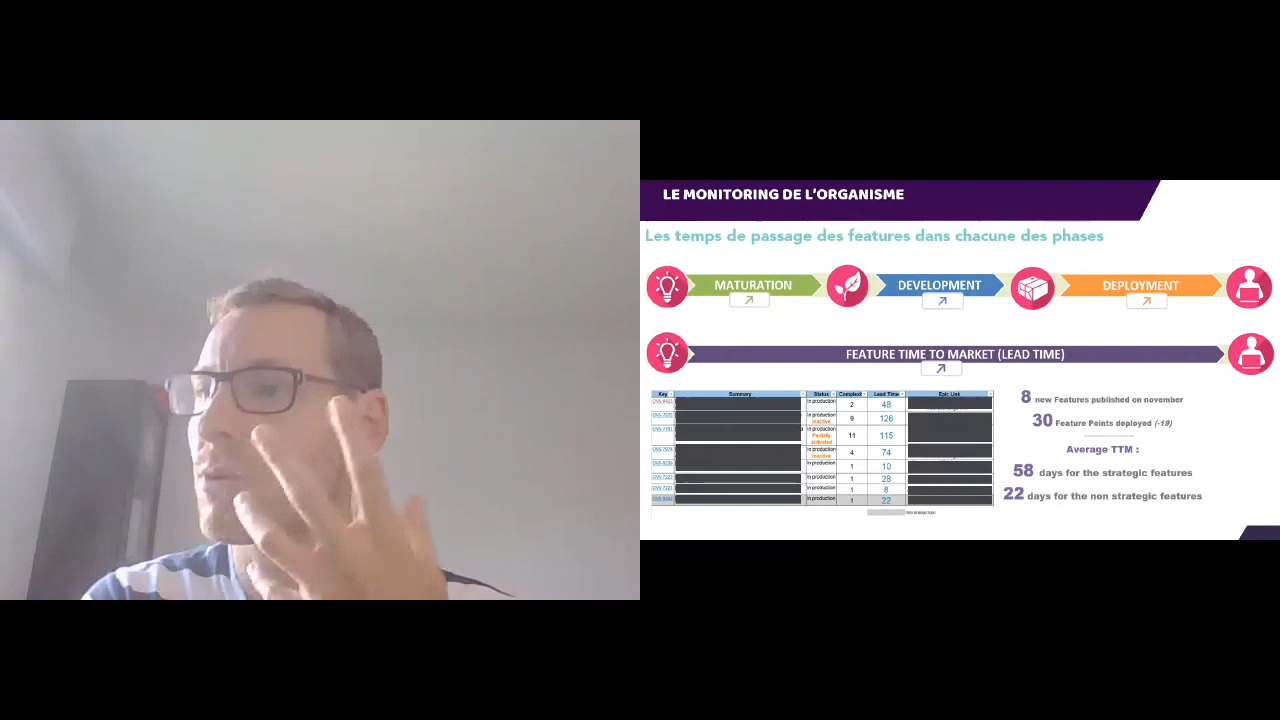 LE MONITORING DE L'ORGANISME
Les temps de passage des features dans chacune des phases
MATURATION
DEVELOPMENT
DEPLOYMENT
FEATURE TIME TO MARKET (LEAD TIME)
Key Summary Status Complexi Lead Time Epic Link
In production 2 48
In production Inactive 9 126
In production Partially activated 11 115
In production Inactive 4 74
In production 1 10
In production 1 28
In production 1 8
In production 1 22
8 new Features published on november
30 Feature Points deployed (-19)
Average TTM :
58 days for the strategic features
22 days for the non strategic features